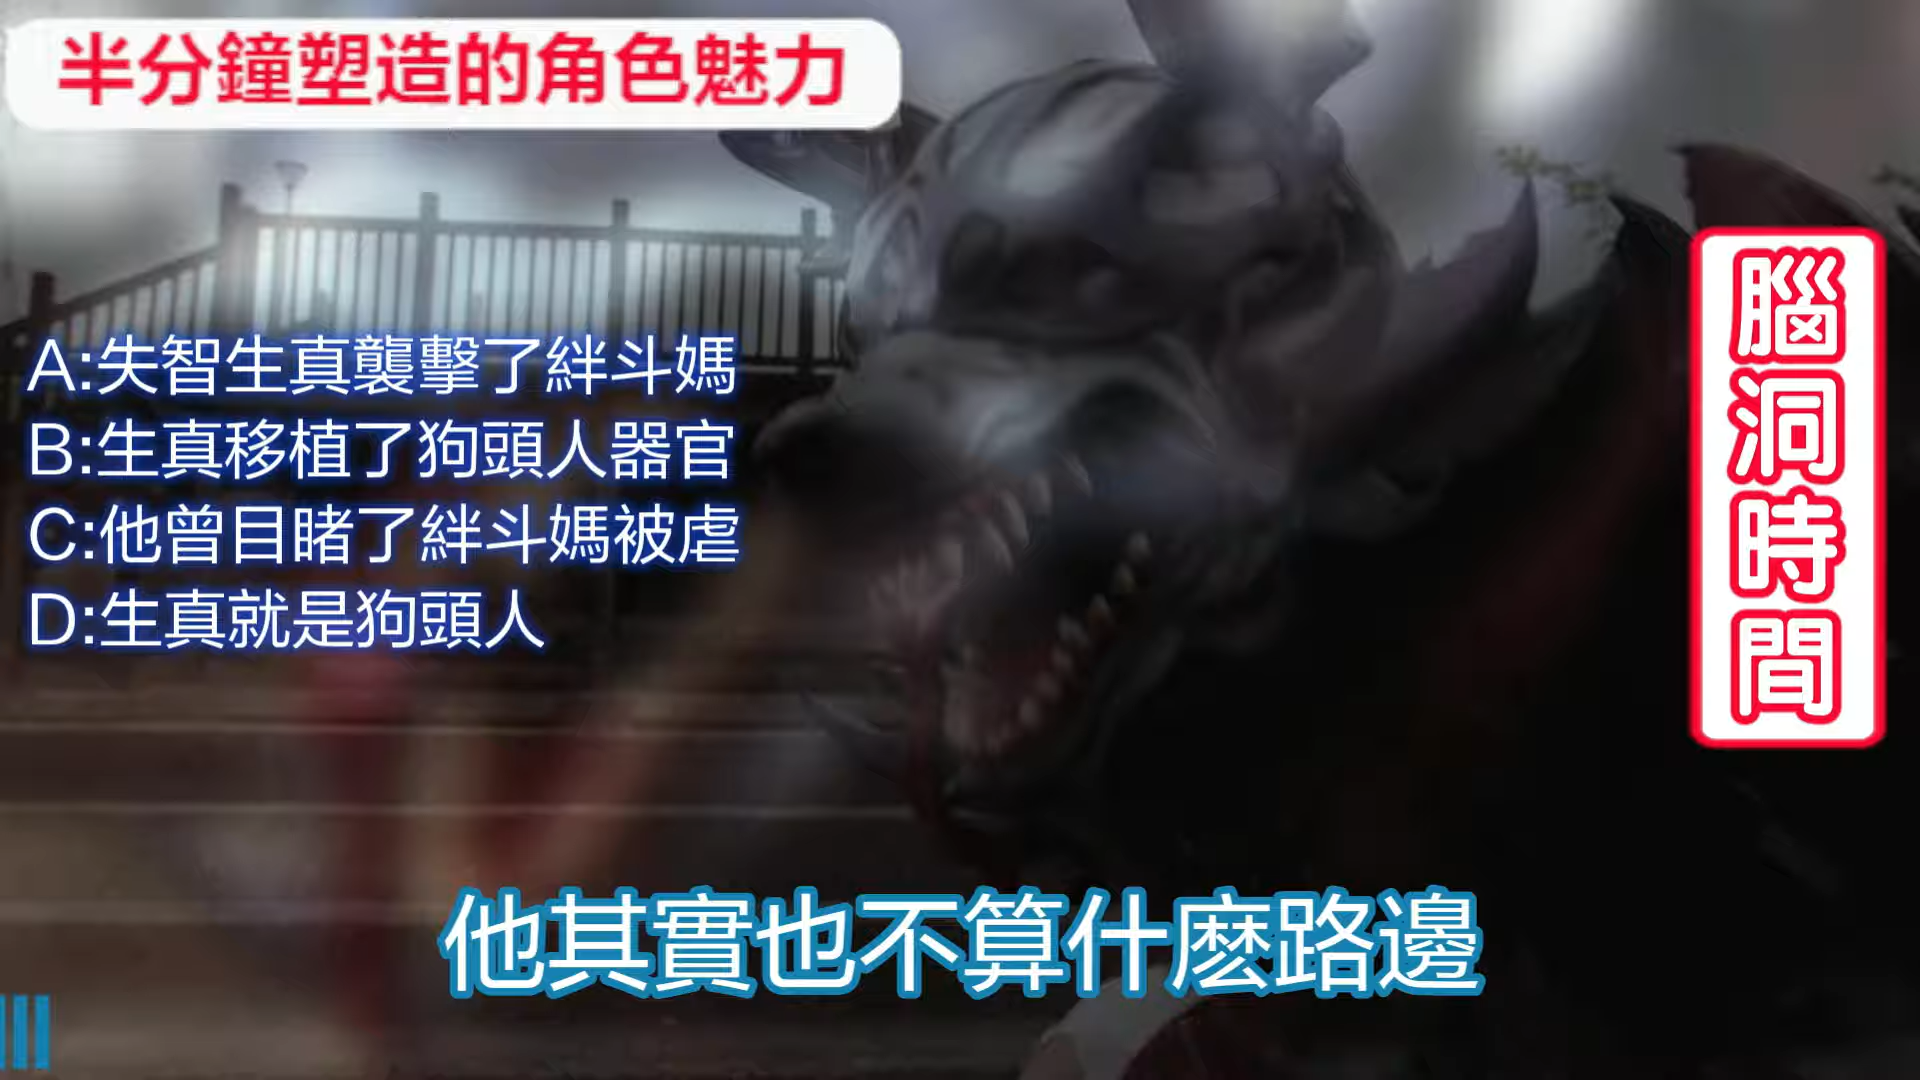 半分鐘塑造的角色魅力
腦洞時間
A:失智生真襲擊了絆斗媽
B:生真移植了狗頭人器官
C:他曾目睹了絆斗媽被虐
D:生真就是狗頭人
他其實也不算什麽路邊